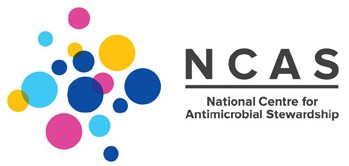 NCAS
National Centre for
Antimicrobial Stewardship